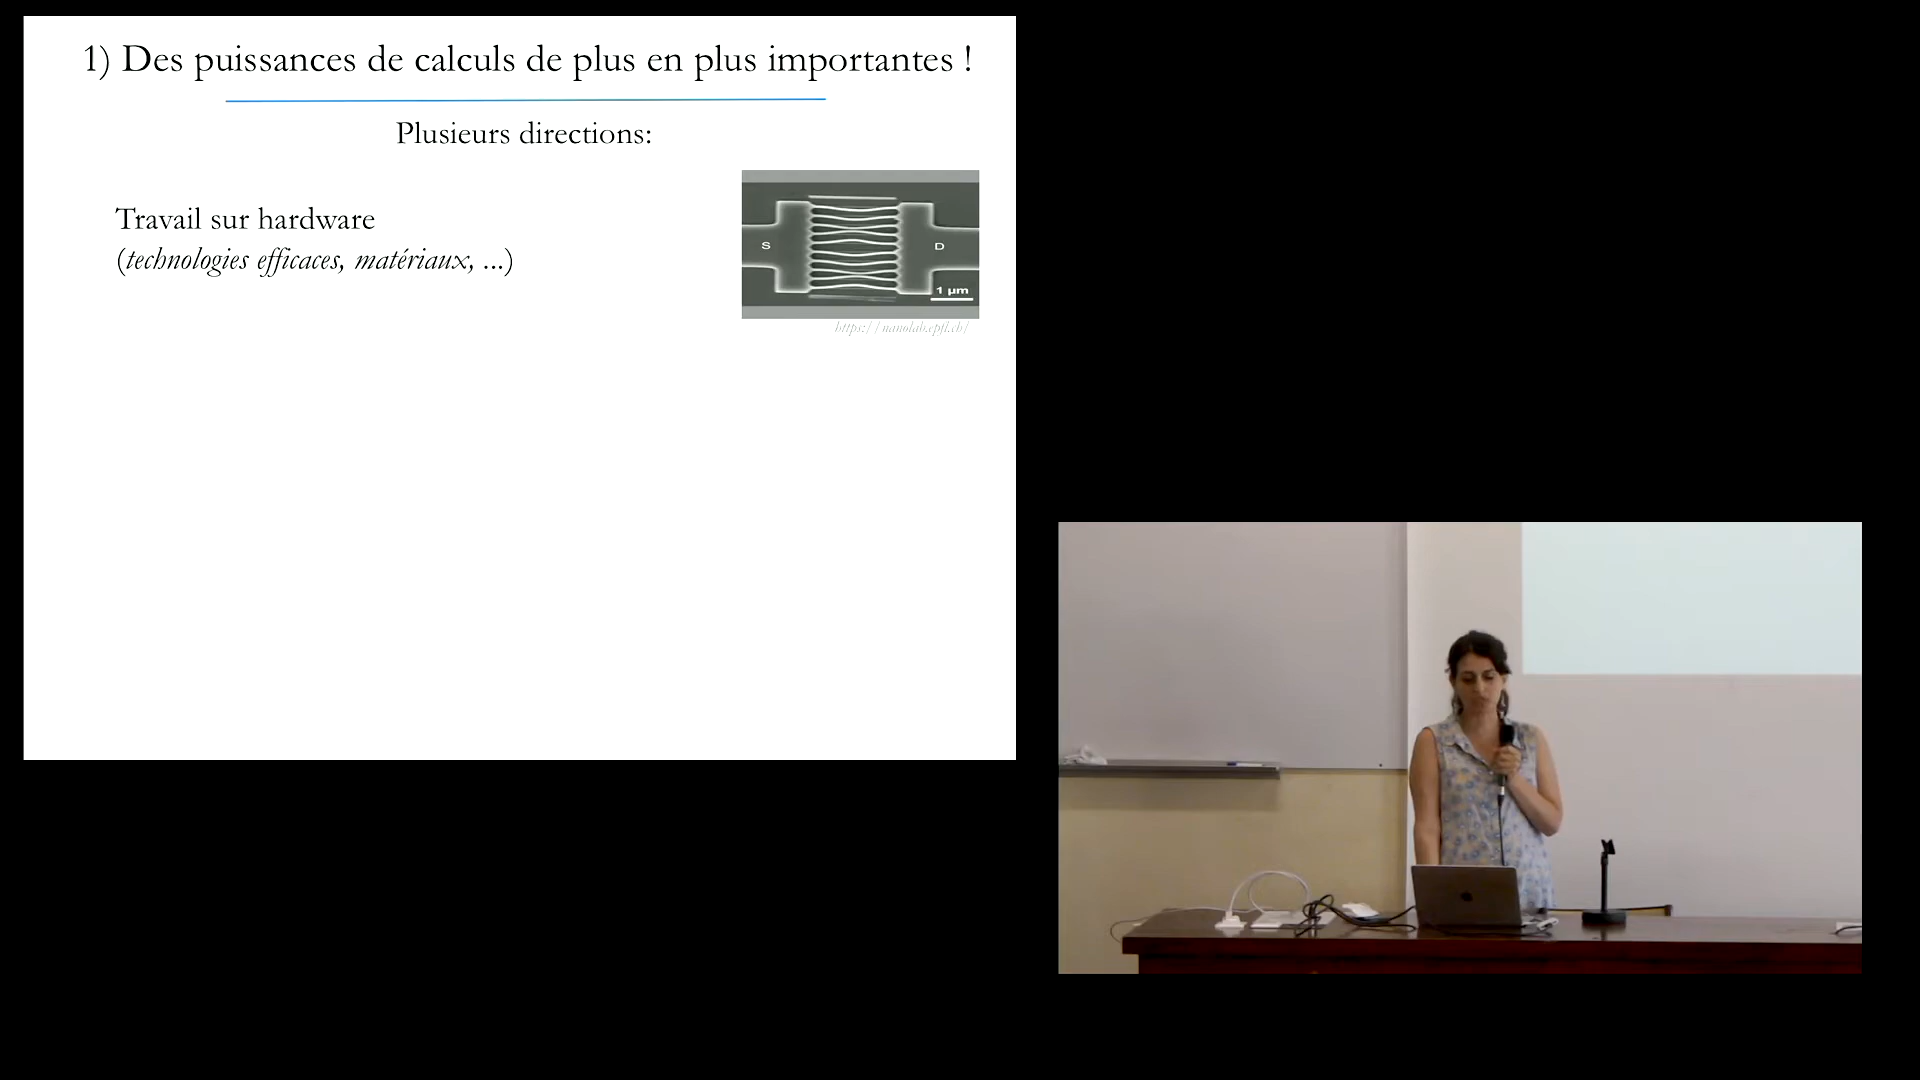 1) Des puissances de calculs de plus en plus importantes !
Plusieurs directions:
Travail sur hardware
(technologies efficaces, matériaux, ...)
S
D
1 µm
https://nanolab.epfl.ch/